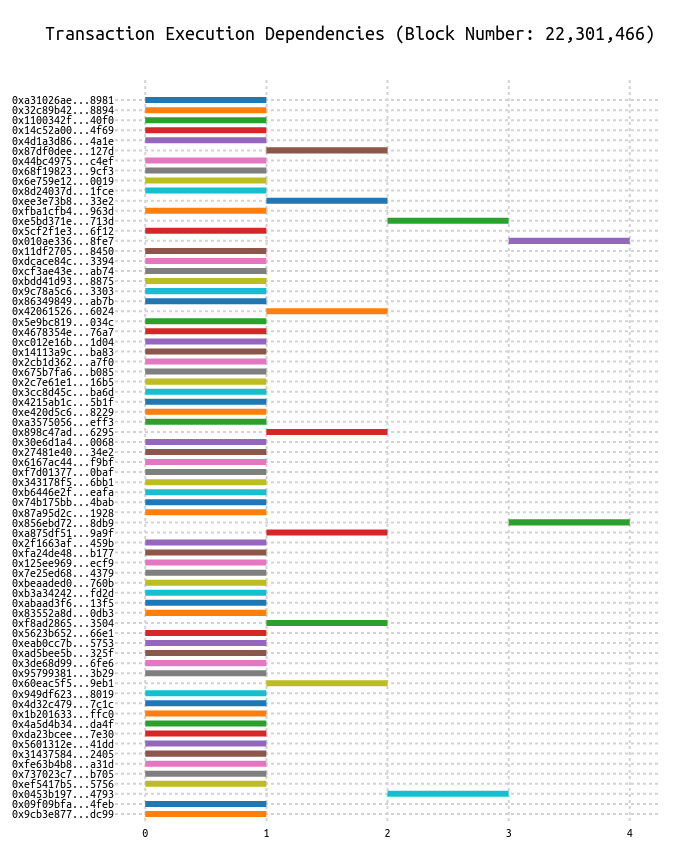 Transaction Execution Dependencies (Block Number: 22,301,466)
0xa31026ae...8981
0x32c89b42...8894
0x1100342f...40f0
0x14c52a00...4f69
0x4d1a3d86...4a1e
0x87df0dee...127d
0x44bc4975...c4ef
0x68f19823...9cf3
0x6e759e12...0019
0x8d24037d...1fce
0xee3e73b8...33e2
0xfba1cfb4...963d
0xe5bd371e...713d
0x5cf2f1e3...6f12
0x010ae336...8fe7
0x11df2705...8450
0xdcace84c...3394
0xcf3ae43e...ab74
0xbdd41d93...8875
0x9c78a5c6...3303
0x86349849...ab7b
0x42061526...6024
0x5e9bc819...034c
0x4678354e...76a7
0xc012e16b...1d04
0x14113a9c...ba83
0x2cb1d362...a7f0
0x675b7fa6...b085
0x2c7e61e1...16b5
0x3cc8d45c...ba6d
0x4215ab1c...5b1f
0xe420d5c6...8229
0xa3575056...eff3
0x898c47ad...6295
0x30e6d1a4...0068
0x27481e40...34e2
0x6167ac44...f9bf
0xf7d01377...0baf
0x343178f5...6bb1
0xb6446e2f...eafa
0x74b175bb...4bab
0x87a95d2c...1928
0x856ebd72...8db9
0xa875df51...9a9f
0x2f1663af...459b
0xfa24de48...b177
0x125ee969...ecf9
0x7e25ed68...4379
0xbeaaded0...760b
0xb3a34242...fd2d
0xabaad3f6...13f5
0x83552a8d...0db3
0xf8ad2865...3504
0x5623b652...66e1
0xeab0cc7b...5753
0xad5bee5b...325f
0x3de68d99...6fe6
0x95799381...3b29
0x60eac5f5...9eb1
0x949df623...8019
0x4d32c479...7c1c
0x1b201633...ffc0
0x4a5d4b34...da4f
0xda23bcee...7e30
0x5601312e...41dd
0x31437584...2405
0xfe63b4b8...a31d
0x737023c7...b705
0xef5417b5...5756
0x0453b197...4793
0x09f09bfa...4feb
0x9cb3e877...dc99
0 1 2 3 4